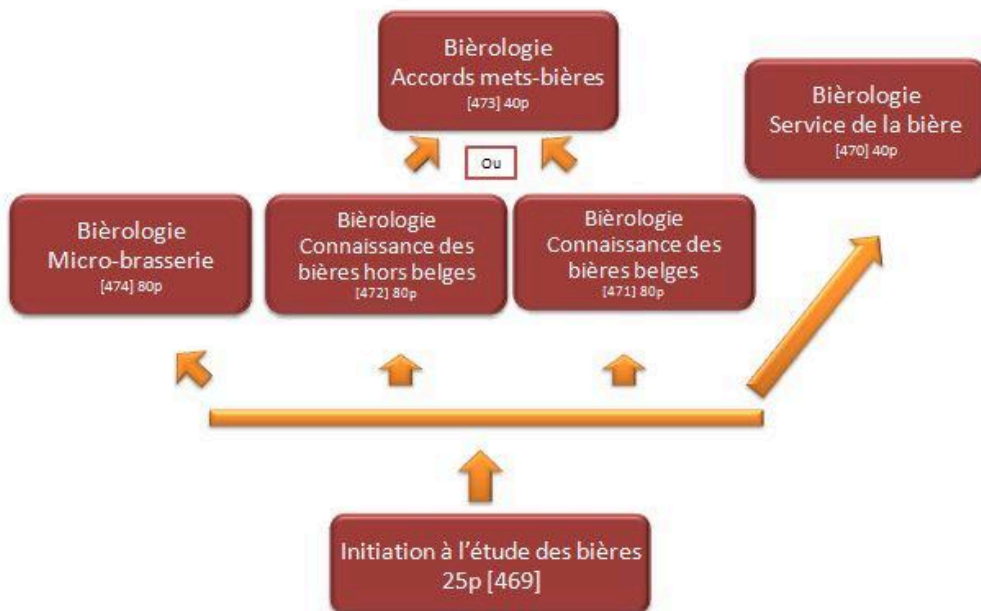 Bièrologie
Accords mets-bières
[473] 40p
Bièrologie
Service de la bière
[470] 40p
Ou
Bièrologie
Micro-brasserie
[474] 80p
Bièrologie
Connaissance des
bières hors belges
[472] 80p
Bièrologie
Connaissance des
bières belges
[471] 80p
Initiation à l'étude des bières
25p [469]